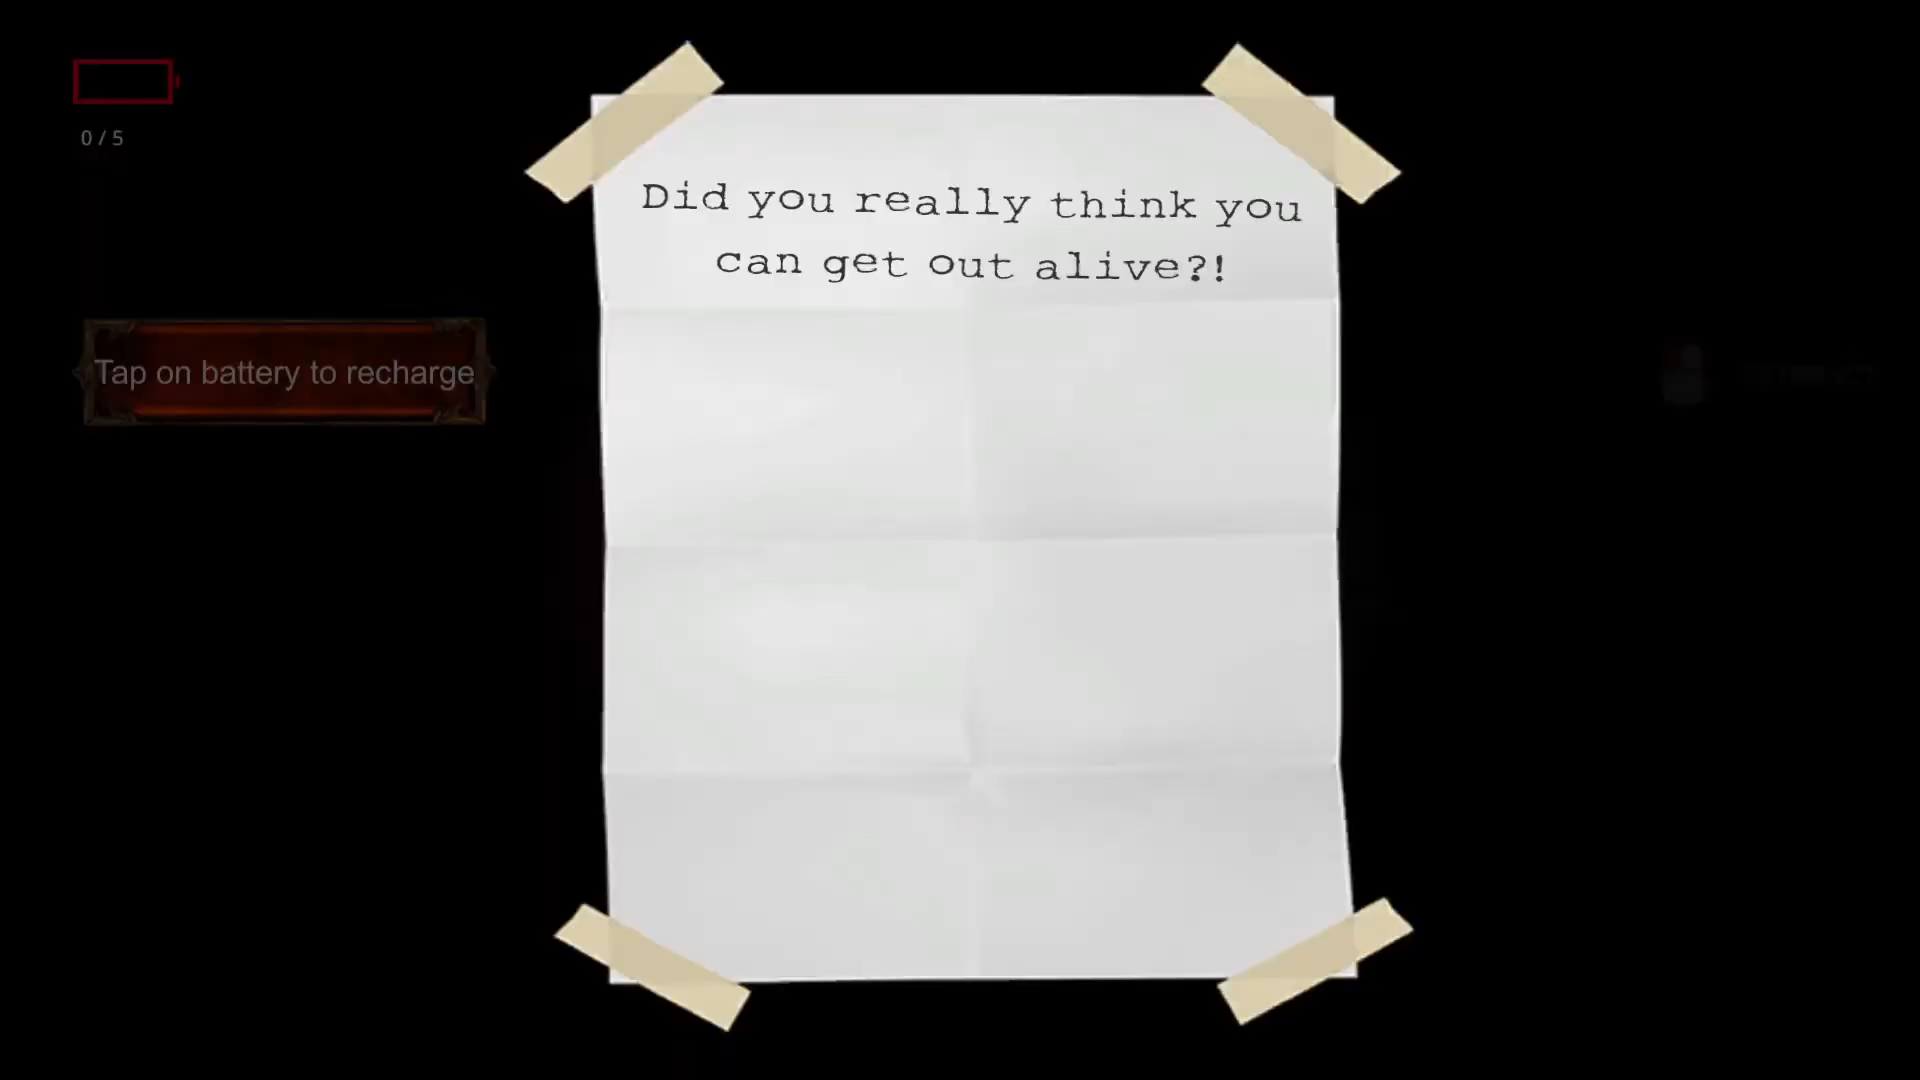 0 / 5
Did you really think you
can get out alive?!
Tap on battery to recharge